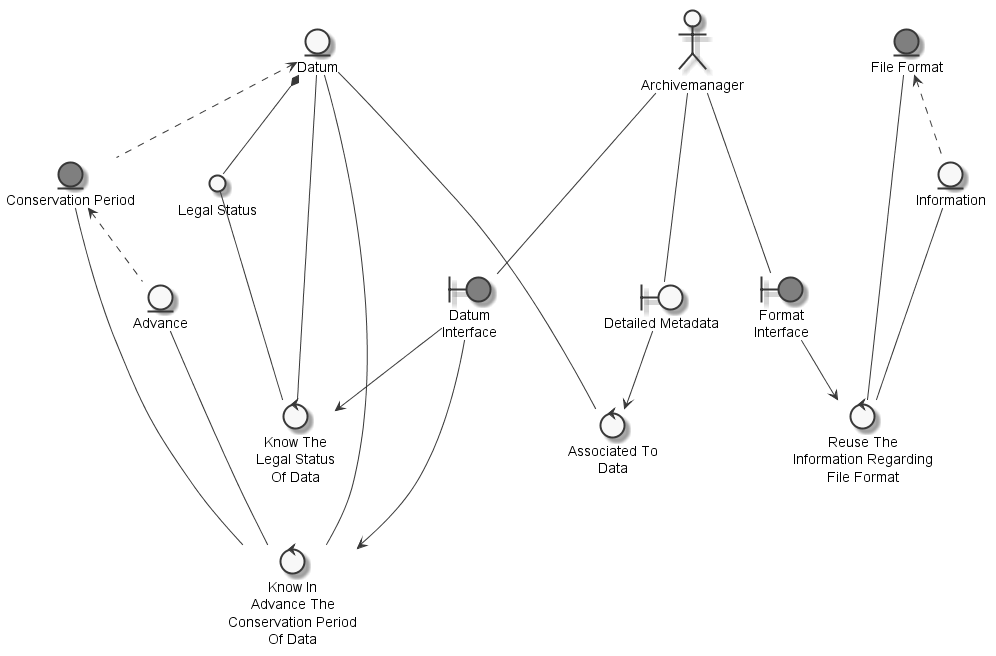 Datum
Archivemanager
File Format
Conservation Period
Legal Status
Information
Advance
Datum
Interface
Detailed Metadata
Format
Interface
Know The
Legal Status
Of Data
Associated To
Data
Reuse The
Information Regarding
File Format
Know In
Advance The
Conservation Period
Of Data